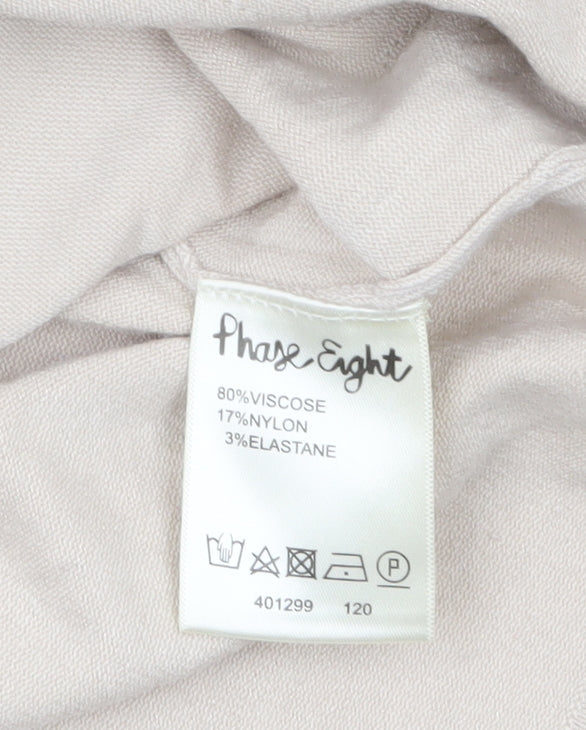 Phase Eight
80%VISCOSE
17%NYLON
3%ELASTANE
P
401299 120